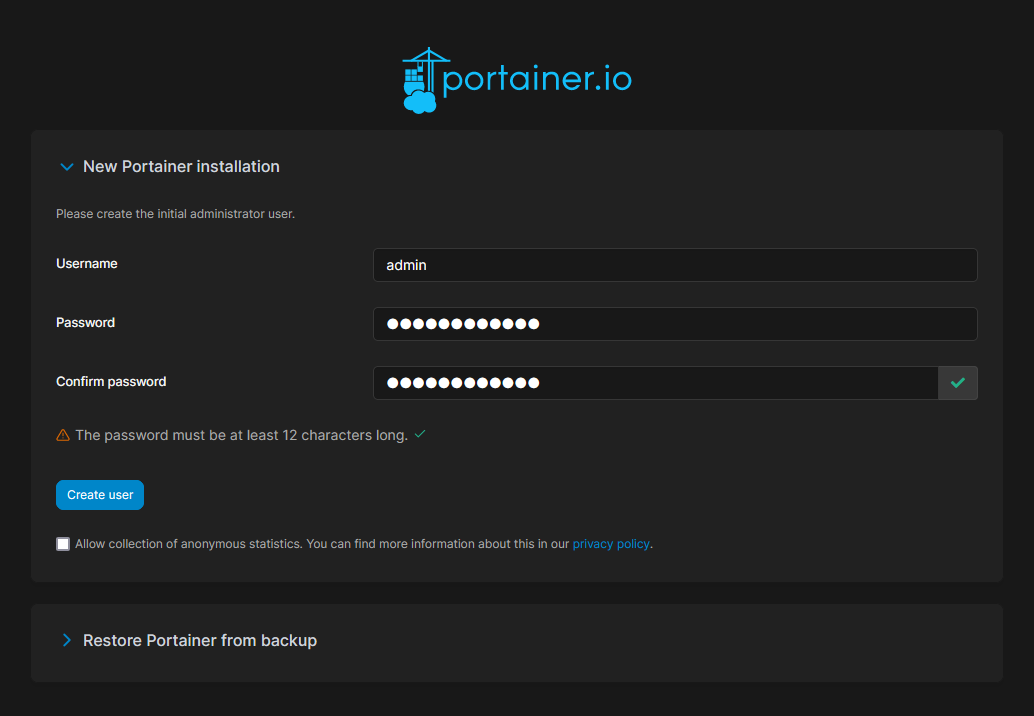 portainer.io
New Portainer installation
Please create the initial administrator user.
Username
admin
Password
●●●●●●●●●●●●
Confirm password
●●●●●●●●●●●●
The password must be at least 12 characters long.
Create user
Allow collection of anonymous statistics. You can find more information about this in our privacy policy.
Restore Portainer from backup